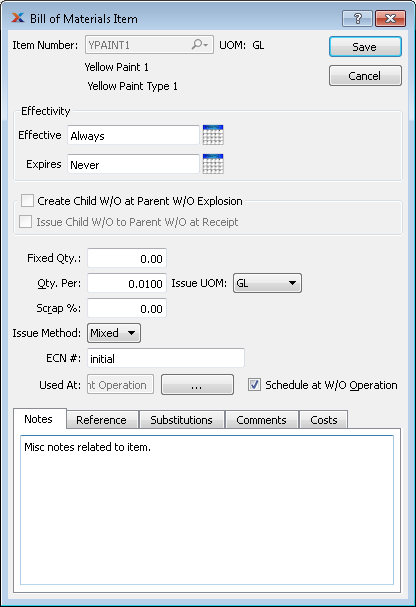 Bill of Materials Item
Item Number: YPAINT1 UOM: GL Save
Yellow Paint 1 Cancel
Yellow Paint Type 1
Effectivity
Effective Always
Expires Never
Create Child W/O at Parent W/O Explosion
Issue Child W/O to Parent W/O at Receipt
Fixed Qty.: 0.00
Qty. Per: 0.0100 Issue UOM: GL
Scrap %: 0.00
Issue Method: Mixed
ECN #: initial
Used At: nt Operation ... Schedule at W/O Operation
Notes Reference Substitutions Comments Costs
Misc notes related to item.